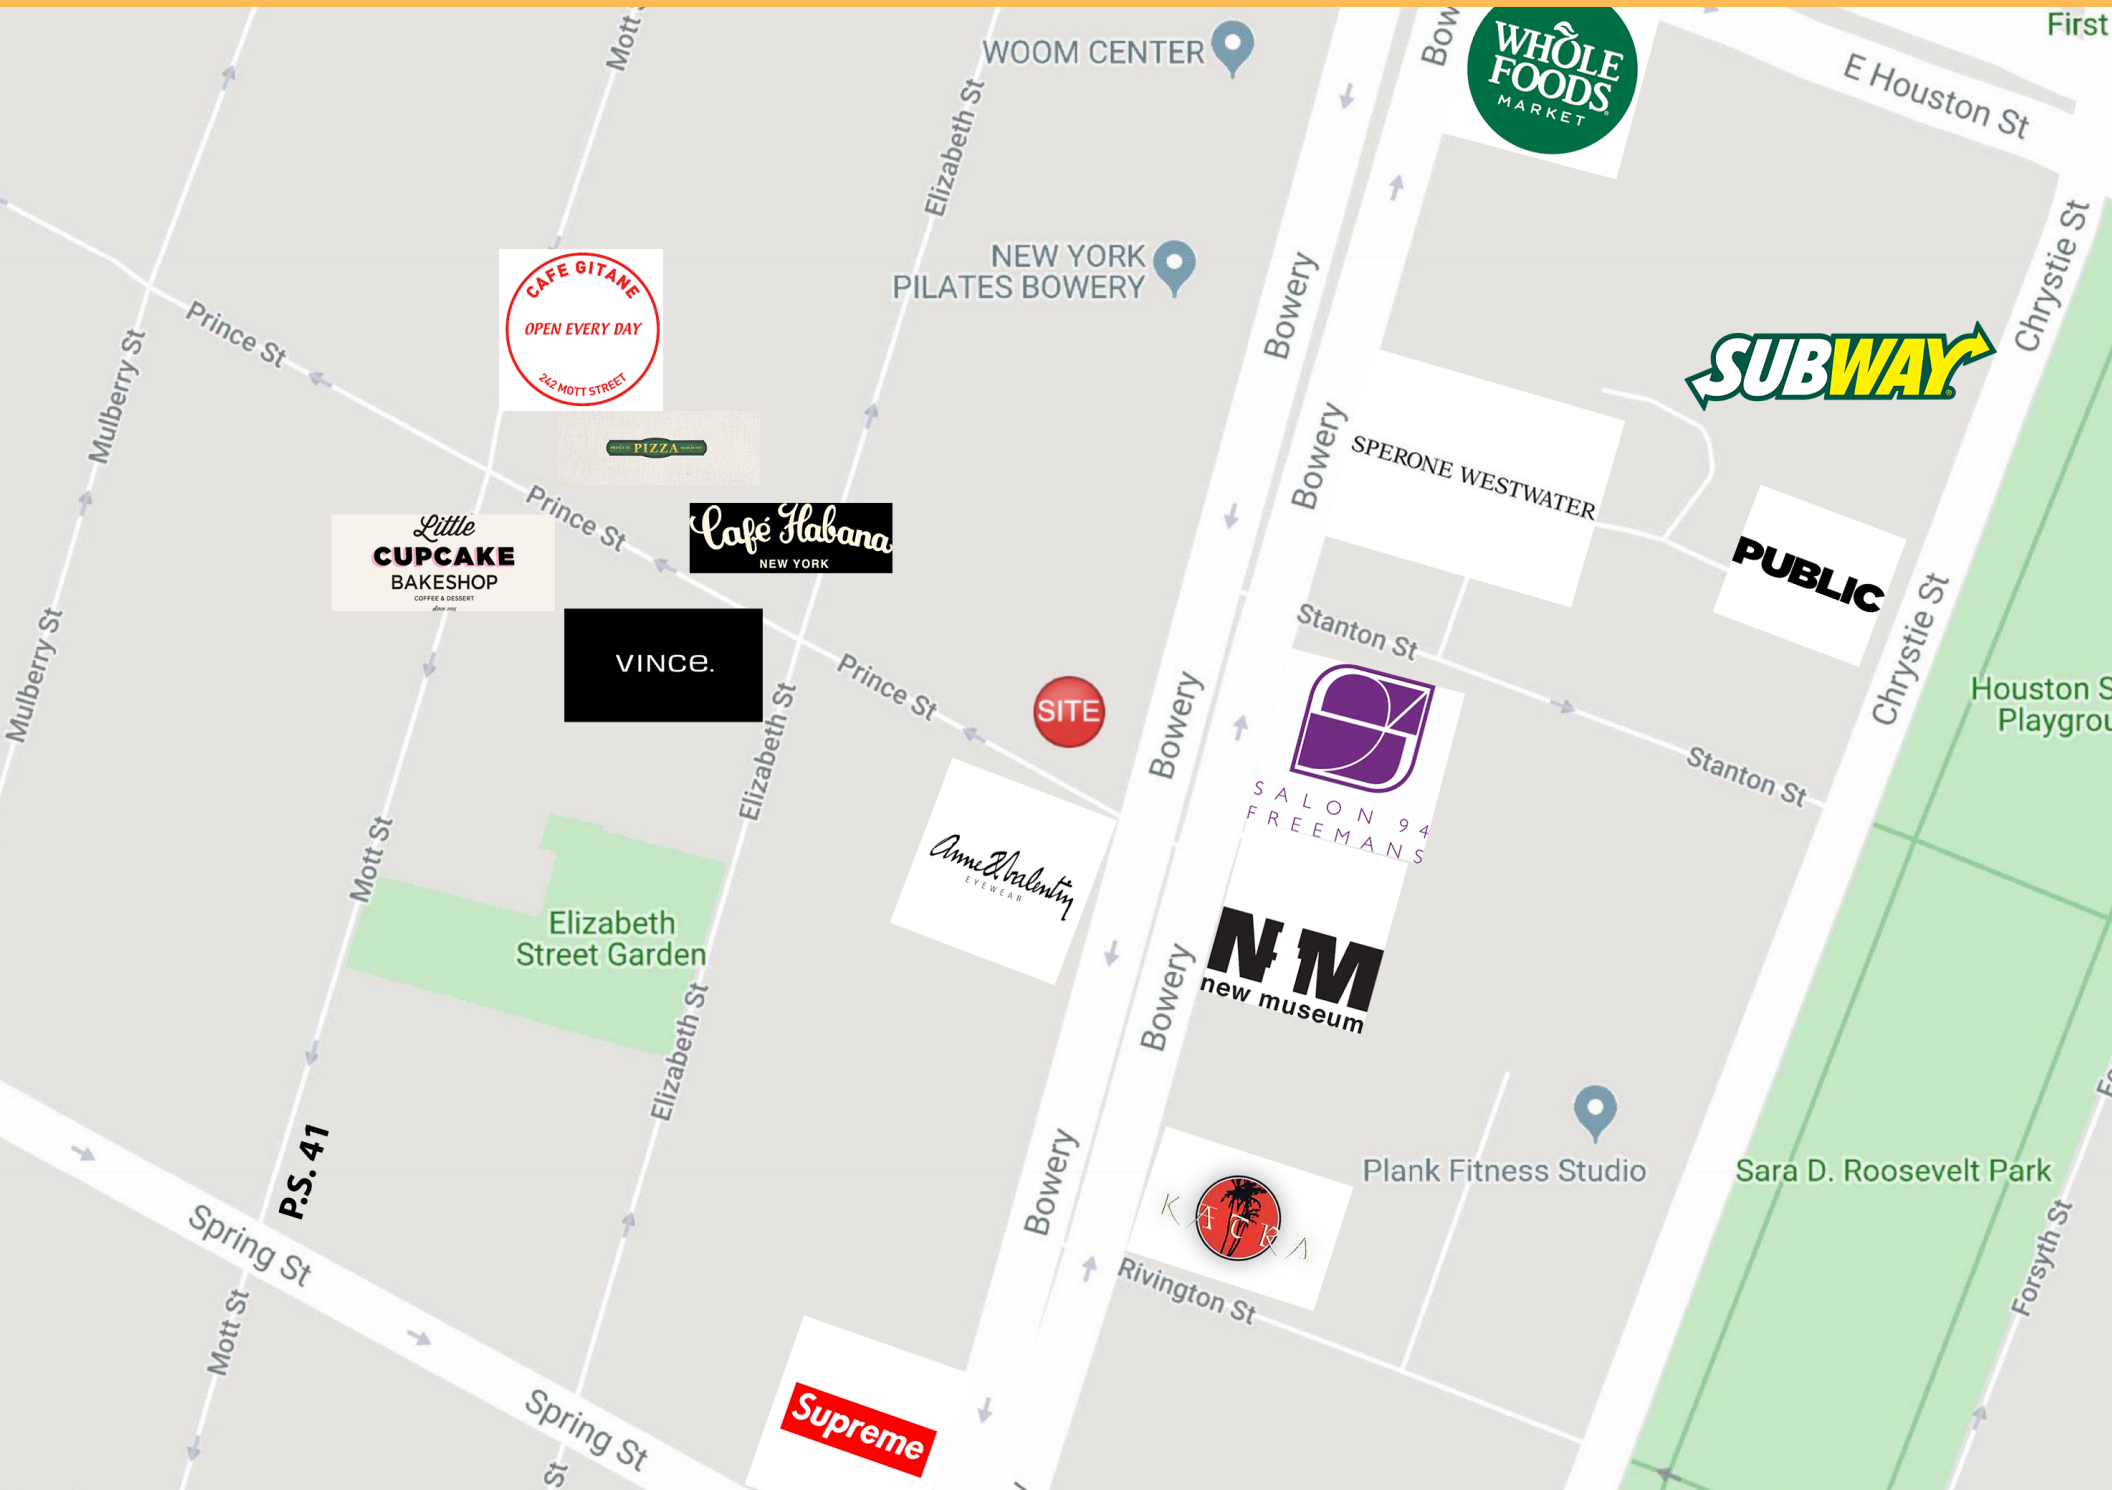 Mott
WOOM CENTER
Bow
WHOLE
FOODS
MARKET
E Houston St
First
Elizabeth St
Chrystie St
CAFE GITANE
OPEN EVERY DAY
242 MOTT STREET
NEW YORK
PILATES BOWERY
Bowery
Prince St
Mulberry St
SUBWAY
PIZZA
Bowery
SPERONE WESTWATER
Prince St
Café Habana
NEW YORK
Little
CUPCAKE
BAKESHOP
COFFEE & DESSERT
since 2005
PUBLIC
Chrystie St
Stanton St
Mulberry St
VINCE.
Prince St
SITE
Bowery
Elizabeth St
Houston S
Playgrou
Stanton St
SALON 94
FREEMANS
Mott St
Anne & Valentin
EYEWEAR
Elizabeth
Street Garden
Bowery
new museum
Elizabeth St
P.S. 41
Bowery
Plank Fitness Studio
Sara D. Roosevelt Park
KATRA
Spring St
Rivington St
Forsyth St
Mott St
Supreme
Spring St
St